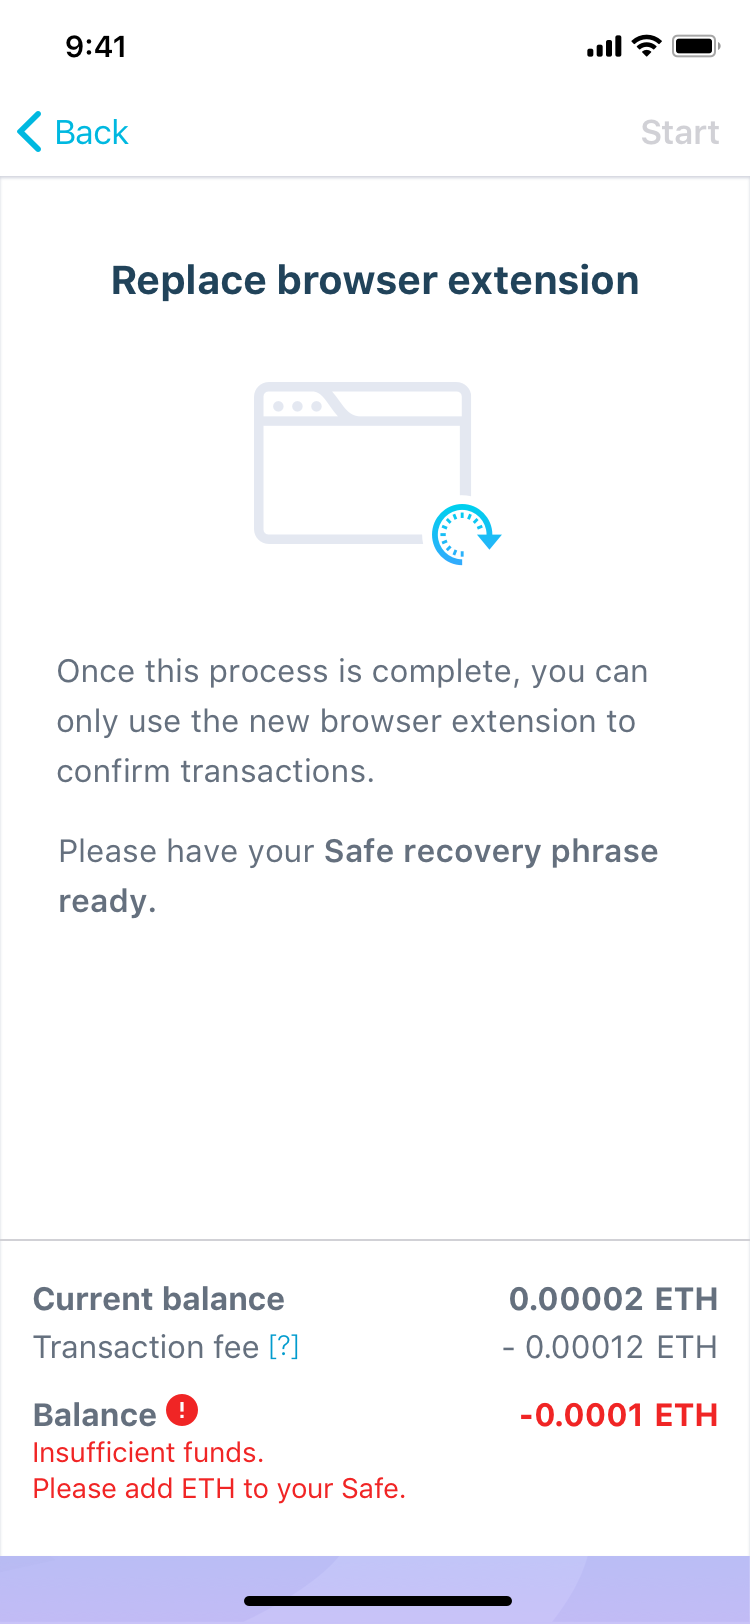 9:41
Back
Start
Replace browser extension
Once this process is complete, you can
only use the new browser extension to
confirm transactions.
Please have your Safe recovery phrase
ready.
Current balance 0.00002 ETH
Transaction fee [?] - 0.00012 ETH
Balance ! -0.0001 ETH
Insufficient funds.
Please add ETH to your Safe.